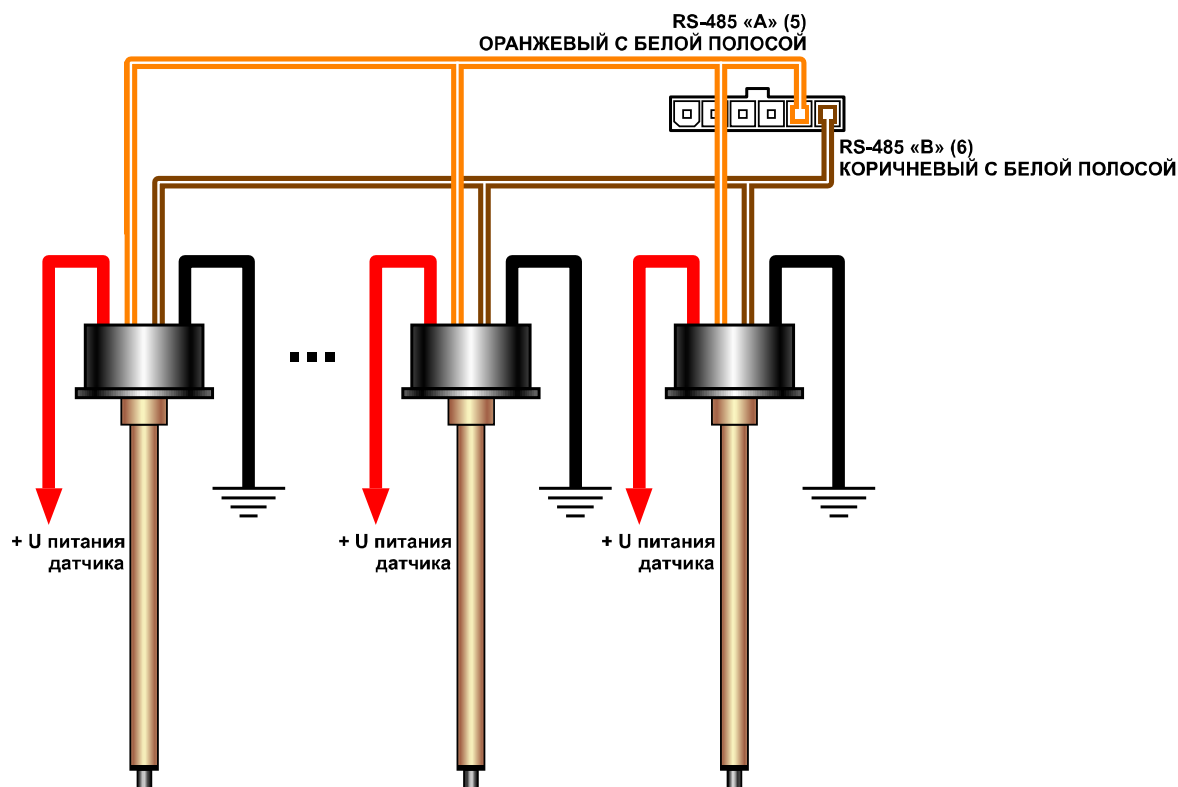 RS-485 «А» (5)
ОРАНЖЕВЫЙ С БЕЛОЙ ПОЛОСОЙ
RS-485 «В» (6)
КОРИЧНЕВЫЙ С БЕЛОЙ ПОЛОСОЙ
+ U питания
датчика
+ U питания
датчика
+ U питания
датчика